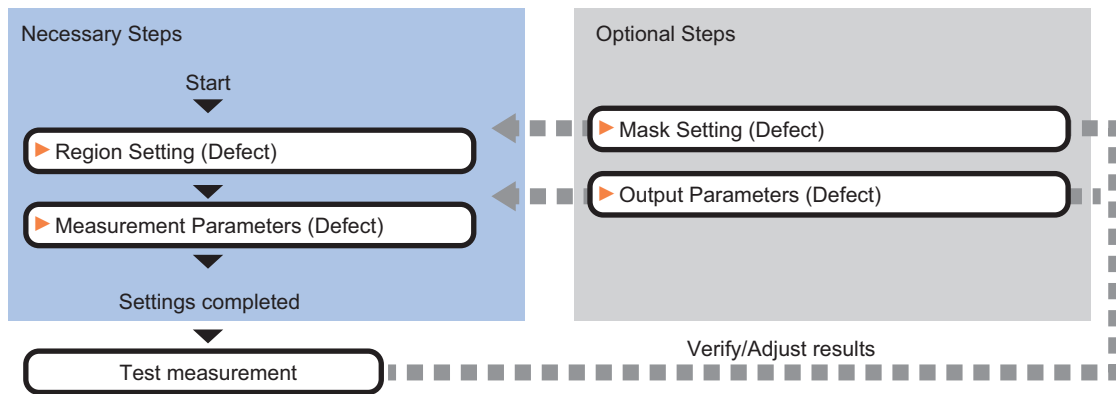 Necessary Steps
Start
Region Setting (Defect)
Measurement Parameters (Defect)
Settings completed
Test measurement
Optional Steps
Mask Setting (Defect)
Output Parameters (Defect)
Verify/Adjust results